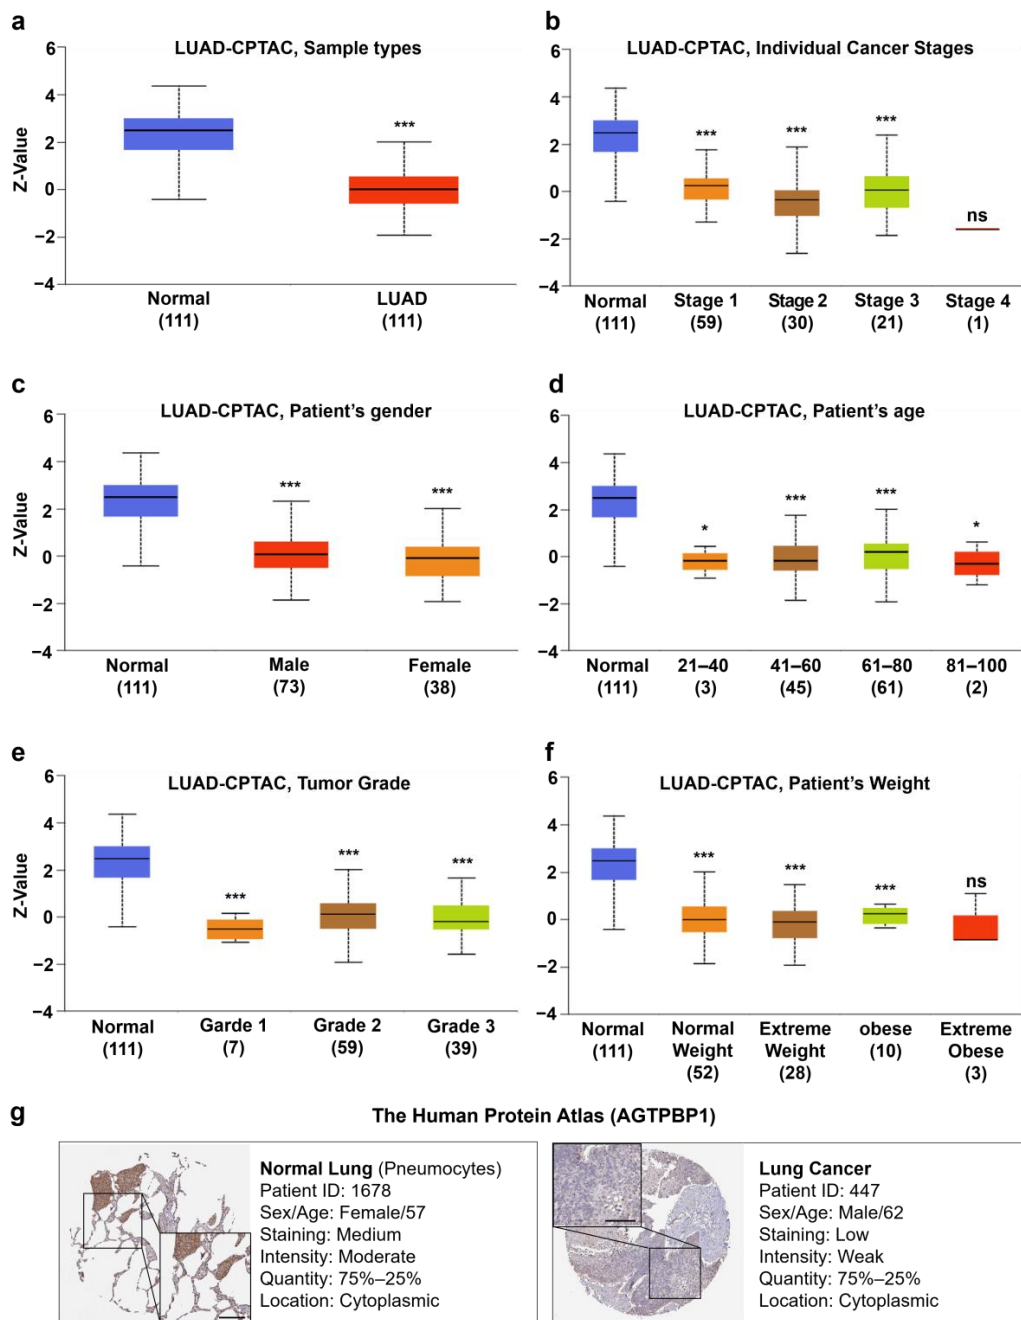 a
LUAD-CPTAC, Sample types
6
4
2
0
−2
−4
Z-Value
***
Normal
(111)
LUAD
(111)
b
LUAD-CPTAC, Individual Cancer Stages
6
4
2
0
−2
−4
***
***
***
ns
Normal
(111)
Stage 1
(59)
Stage 2
(30)
Stage 3
(21)
Stage 4
(1)
c
LUAD-CPTAC, Patient's gender
6
4
2
0
−2
−4
Z-Value
***
***
Normal
(111)
Male
(73)
Female
(38)
d
LUAD-CPTAC, Patient's age
6
4
2
0
−2
−4
*
***
***
*
Normal
(111)
21–40
(3)
41–60
(45)
61–80
(61)
81–100
(2)
e
LUAD-CPTAC, Tumor Grade
6
4
2
0
−2
−4
Z-Value
***
***
***
Normal
(111)
Garde 1
(7)
Grade 2
(59)
Grade 3
(39)
f
LUAD-CPTAC, Patient's Weight
6
4
2
0
−2
−4
***
***
***
ns
Normal
(111)
Normal
Weight
(52)
Extreme
Weight
(28)
obese
(10)
Extreme
Obese
(3)
g
The Human Protein Atlas (AGTPBP1)
Normal Lung (Pneumocytes)
Patient ID: 1678
Sex/Age: Female/57
Staining: Medium
Intensity: Moderate
Quantity: 75%–25%
Location: Cytoplasmic
Lung Cancer
Patient ID: 447
Sex/Age: Male/62
Staining: Low
Intensity: Weak
Quantity: 75%–25%
Location: Cytoplasmic